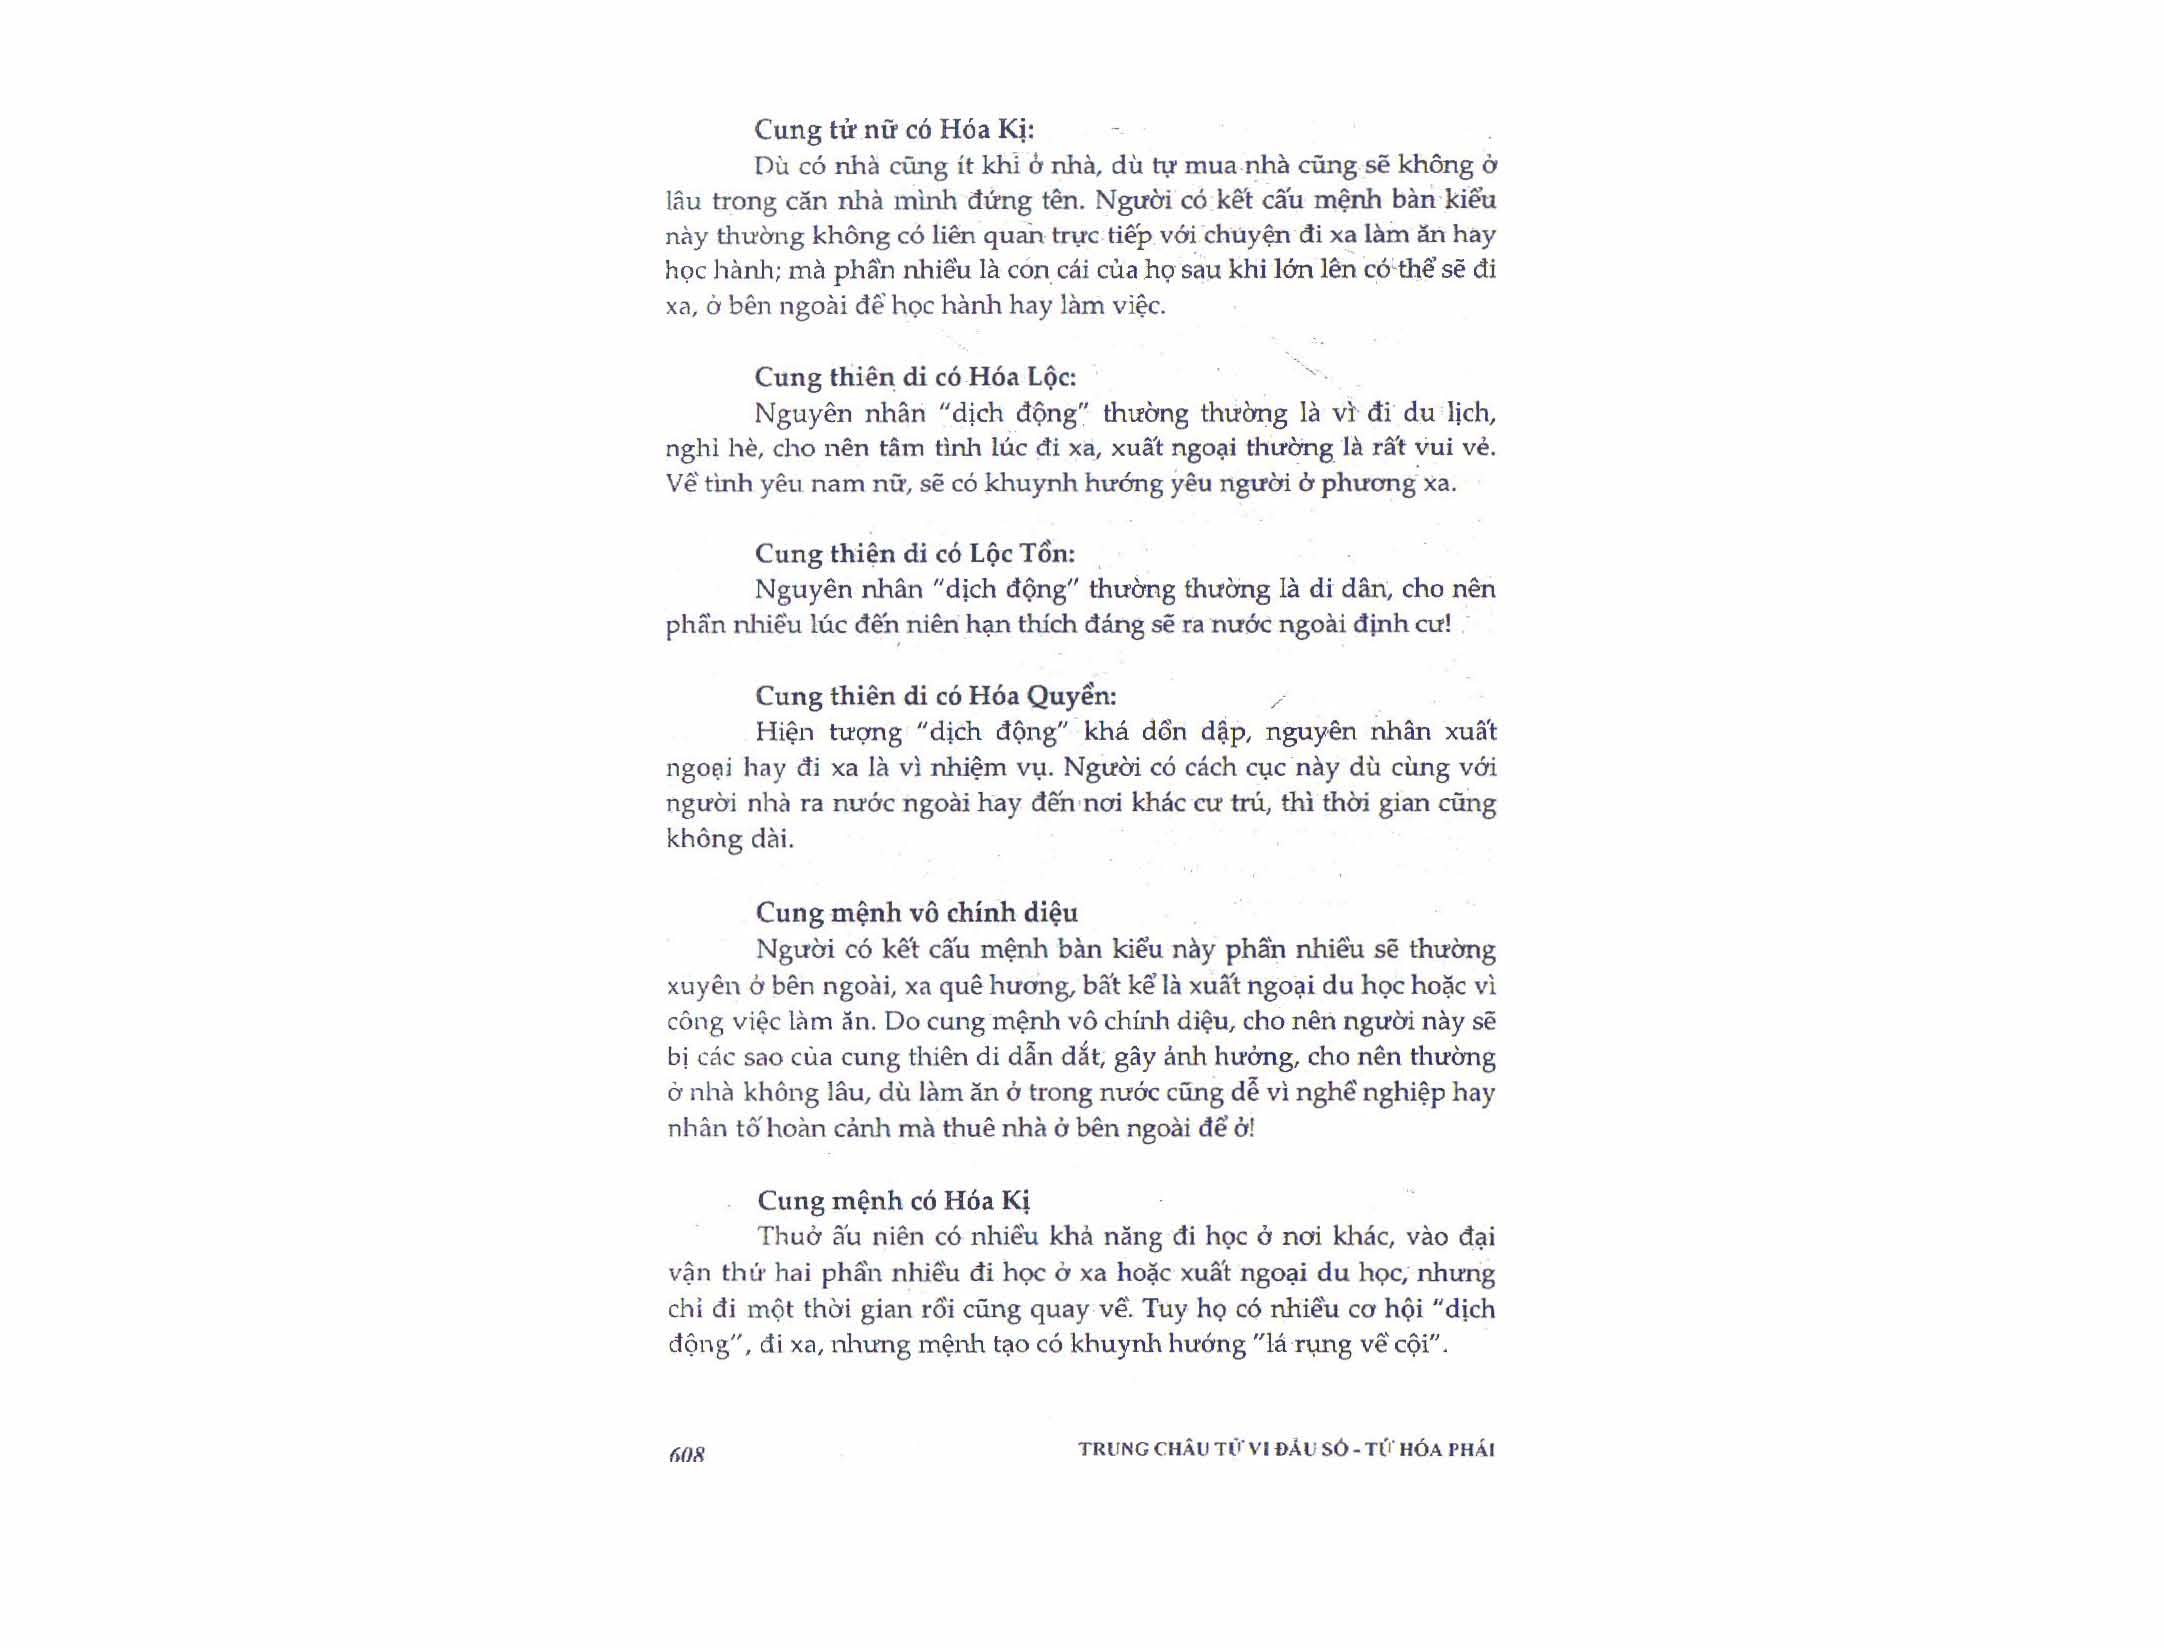 Cung tử nữ có Hóa Kị:
Dù có nhà cũng ít khi ở nhà, dù tự mua nhà cũng sẽ không ở
lâu trong căn nhà mình đứng tên. Người có kết cấu mệnh bàn kiểu
này thường không có liên quan trực tiếp với chuyện đi xa làm ăn hay
học hành; mà phần nhiều là con cái của họ sau khi lớn lên có thể sẽ đi
xa, ở bên ngoài để học hành hay làm việc.
Cung thiên di có Hóa Lộc:
Nguyên nhân "dịch động" thường thường là vì đi du lịch,
nghỉ hè, cho nên tâm tình lúc đi xa, xuất ngoại thường là rất vui vẻ.
Về tình yêu nam nữ, sẽ có khuynh hướng yêu người ở phương xa.
Cung thiên di có Lộc Tồn:
Nguyên nhân "dịch động" thường thường là di dân, cho nên
phần nhiều lúc đến niên hạn thích đáng sẽ ra nước ngoài định cư!
Cung thiên di có Hóa Quyền:
Hiện tượng "dịch động" khá dồn dập, nguyên nhân xuất
ngoại hay đi xa là vì nhiệm vụ. Người có cách cục này dù cùng với
người nhà ra nước ngoài hay đến nơi khác cư trú, thì thời gian cũng
không dài.
Cung mệnh vô chính diệu
Người có kết cấu mệnh bàn kiểu này phần nhiều sẽ thường
xuyên ở bên ngoài, xa quê hương, bất kể là xuất ngoại du học hoặc vì
công việc làm ăn. Do cung mệnh vô chính diệu, cho nên người này sẽ
bị các sao của cung thiên di dẫn dắt, gây ảnh hưởng, cho nên thường
ở nhà không lâu, dù làm ăn ở trong nước cũng dễ vì nghề nghiệp hay
nhân tố hoàn cảnh mà thuê nhà ở bên ngoài để ở!
Cung mệnh có Hóa Kị
Thuở ấu niên có nhiều khả năng đi học ở nơi khác, vào đại
vận thứ hai phần nhiều đi học ở xa hoặc xuất ngoại du học, nhưng
chỉ đi một thời gian rồi cũng quay về. Tuy họ có nhiều cơ hội "dịch
động", đi xa, nhưng mệnh tạo có khuynh hướng "lá rụng về cội".
608
TRUNG CHÂU TỬ VI ĐẨU SỐ - TỨ HÓA PHÁI